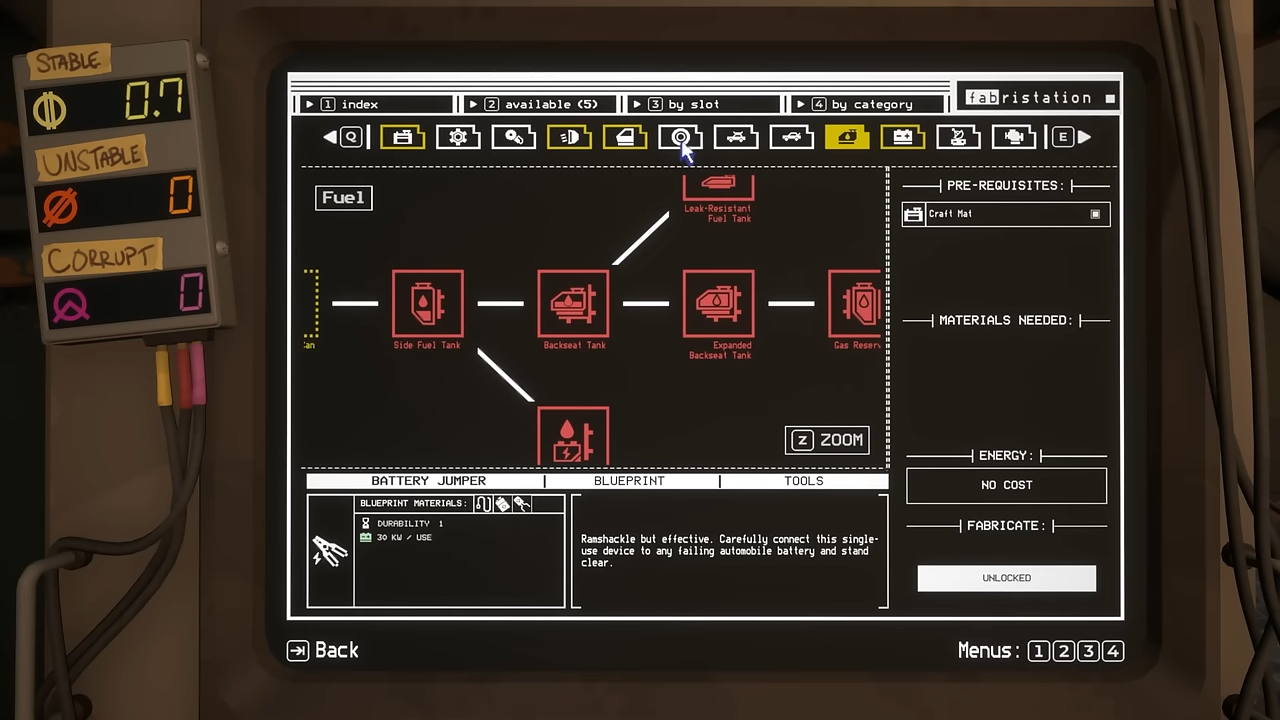 STABLE
0.7
UNSTABLE
0
CORRUPT
0
1 index
2 available (5)
3 by slot
4 by category
fabristation
Q
E
Fuel
Leak-Resistant
Fuel Tank
Side Fuel Tank
Backseat Tank
Expanded
Backseat Tank
Gas Reserv
Z ZOOM
PRE-REQUISITES:
Craft Mat
MATERIALS NEEDED:
ENERGY:
NO COST
FABRICATE:
UNLOCKED
BATTERY JUMPER
BLUEPRINT
TOOLS
BLUEPRINT MATERIALS:
DURABILITY 1
30 KW / USE
Ramshackle but effective. Carefully connect this single-
use device to any failing automobile battery and stand
clear.
Back
Menus: 1 2 3 4